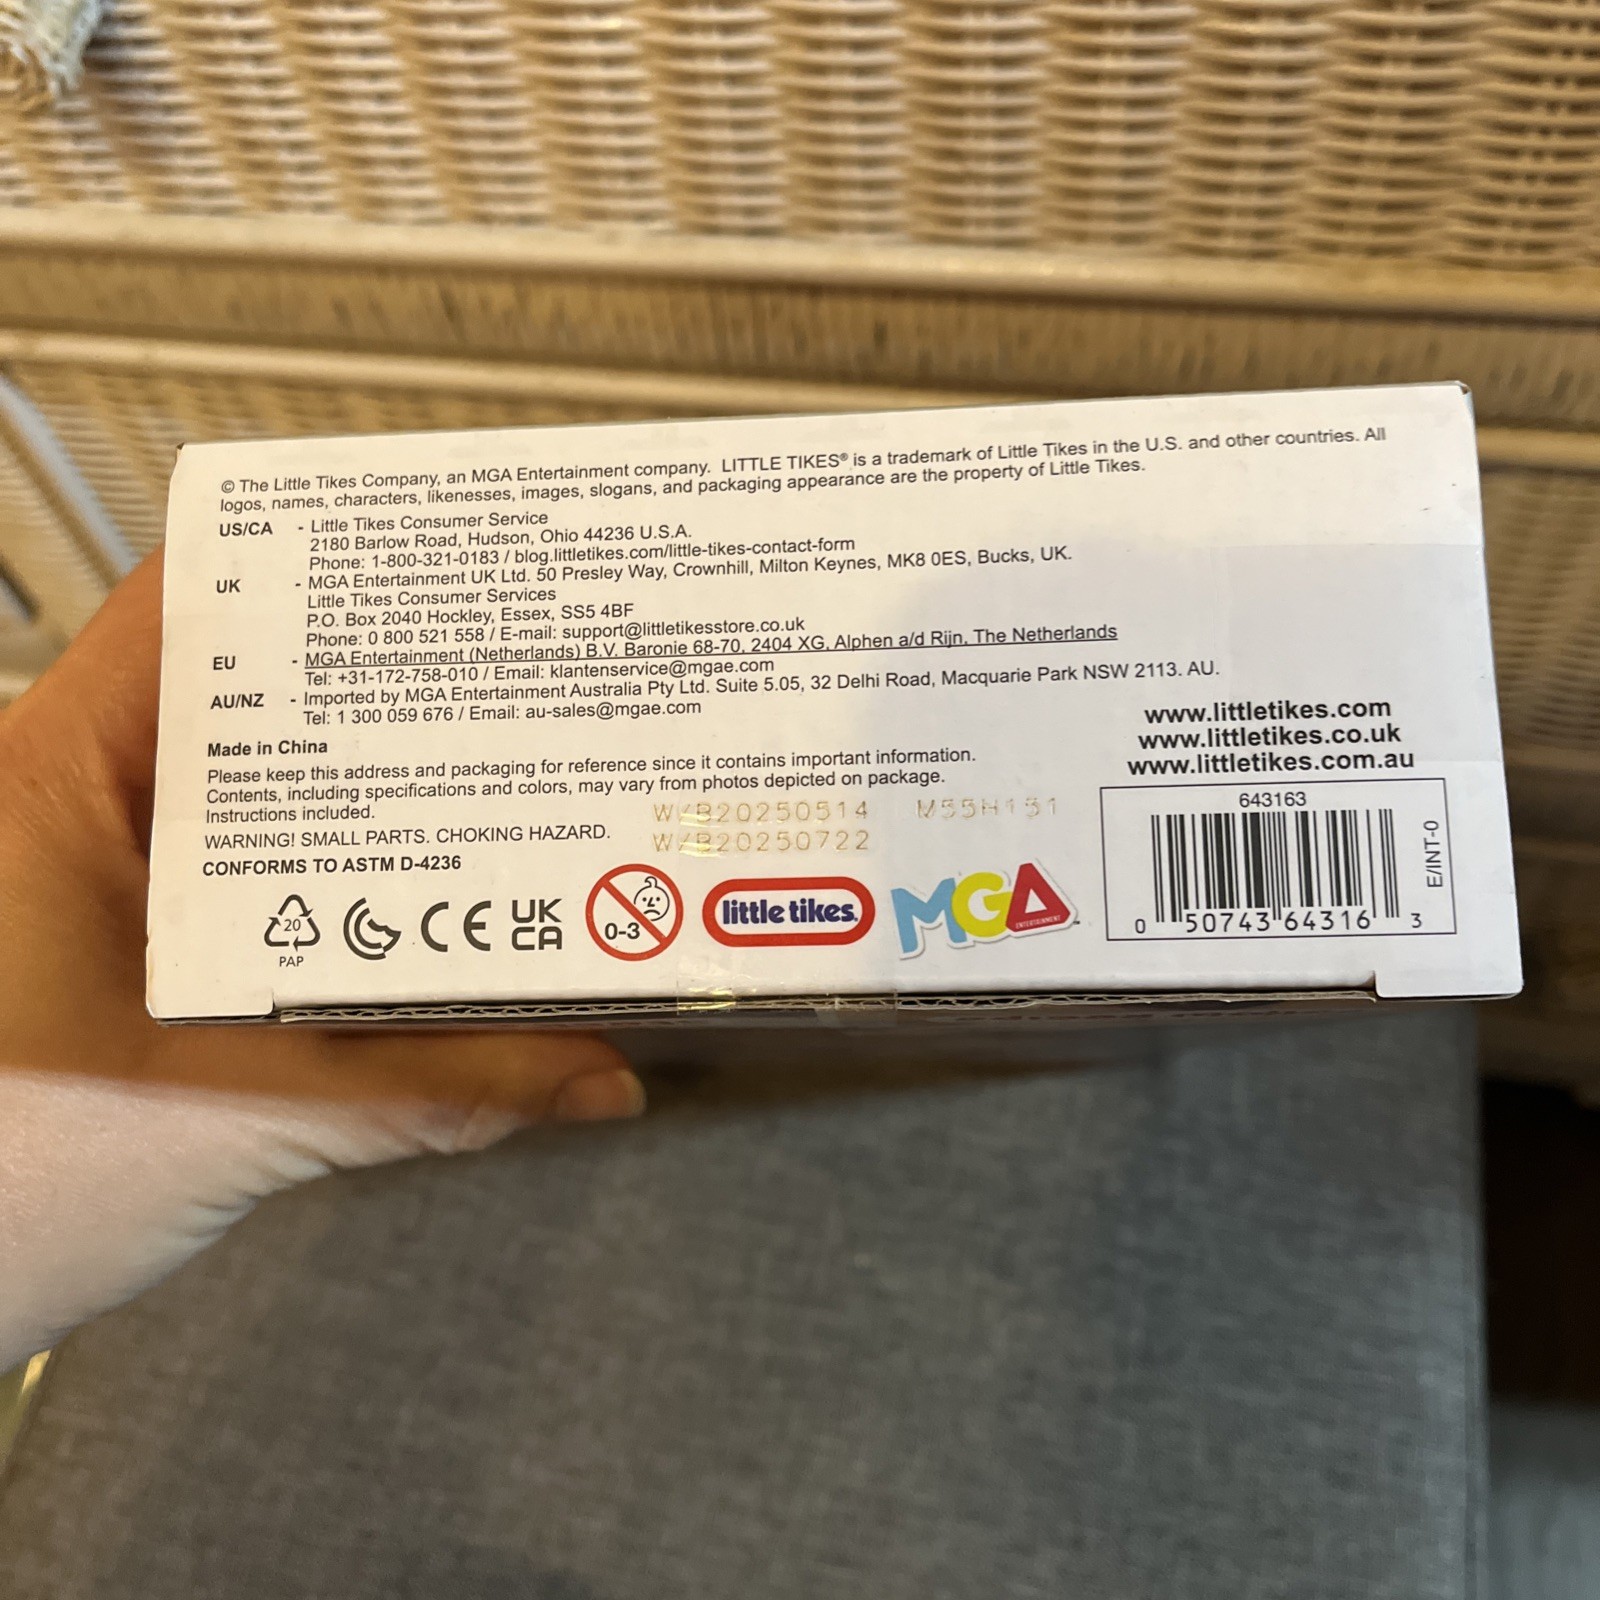 © The Little Tikes Company, an MGA Entertainment company. LITTLE TIKES® is a trademark of Little Tikes in the U.S. and other countries. All
logos, names, characters, likenesses, images, slogans, and packaging appearance are the property of Little Tikes.
US/CA - Little Tikes Consumer Service
2180 Barlow Road, Hudson, Ohio 44236 U.S.A.
Phone: 1-800-321-0183 / blog.littletikes.com/little-tikes-contact-form
UK - MGA Entertainment UK Ltd. 50 Presley Way, Crownhill, Milton Keynes, MK8 0ES, Bucks, UK.
Little Tikes Consumer Services
P.O. Box 2040 Hockley, Essex, SS5 4BF
Phone: 0 800 521 558 / E-mail: support@littletikesstore.co.uk
EU - MGA Entertainment (Netherlands) B.V. Baronie 68-70, 2404 XG, Alphen a/d Rijn, The Netherlands
Tel: +31-172-758-010 / Email: klantenservice@mgae.com
AU/NZ - Imported by MGA Entertainment Australia Pty Ltd. Suite 5.05, 32 Delhi Road, Macquarie Park NSW 2113. AU.
Tel: 1 300 059 676 / Email: au-sales@mgae.com
www.littletikes.com
www.littletikes.co.uk
www.littletikes.com.au
Made in China
Please keep this address and packaging for reference since it contains important information.
Contents, including specifications and colors, may vary from photos depicted on package.
Instructions included.
WARNING! SMALL PARTS. CHOKING HAZARD.
CONFORMS TO ASTM D-4236
W/B20250514 M55H151
W/B20250722
20
PAP
CE
UK
CA
0-3
little tikes
MGA
ENTERTAINMENT
643163
0 50743 64316 3
E/INT-0